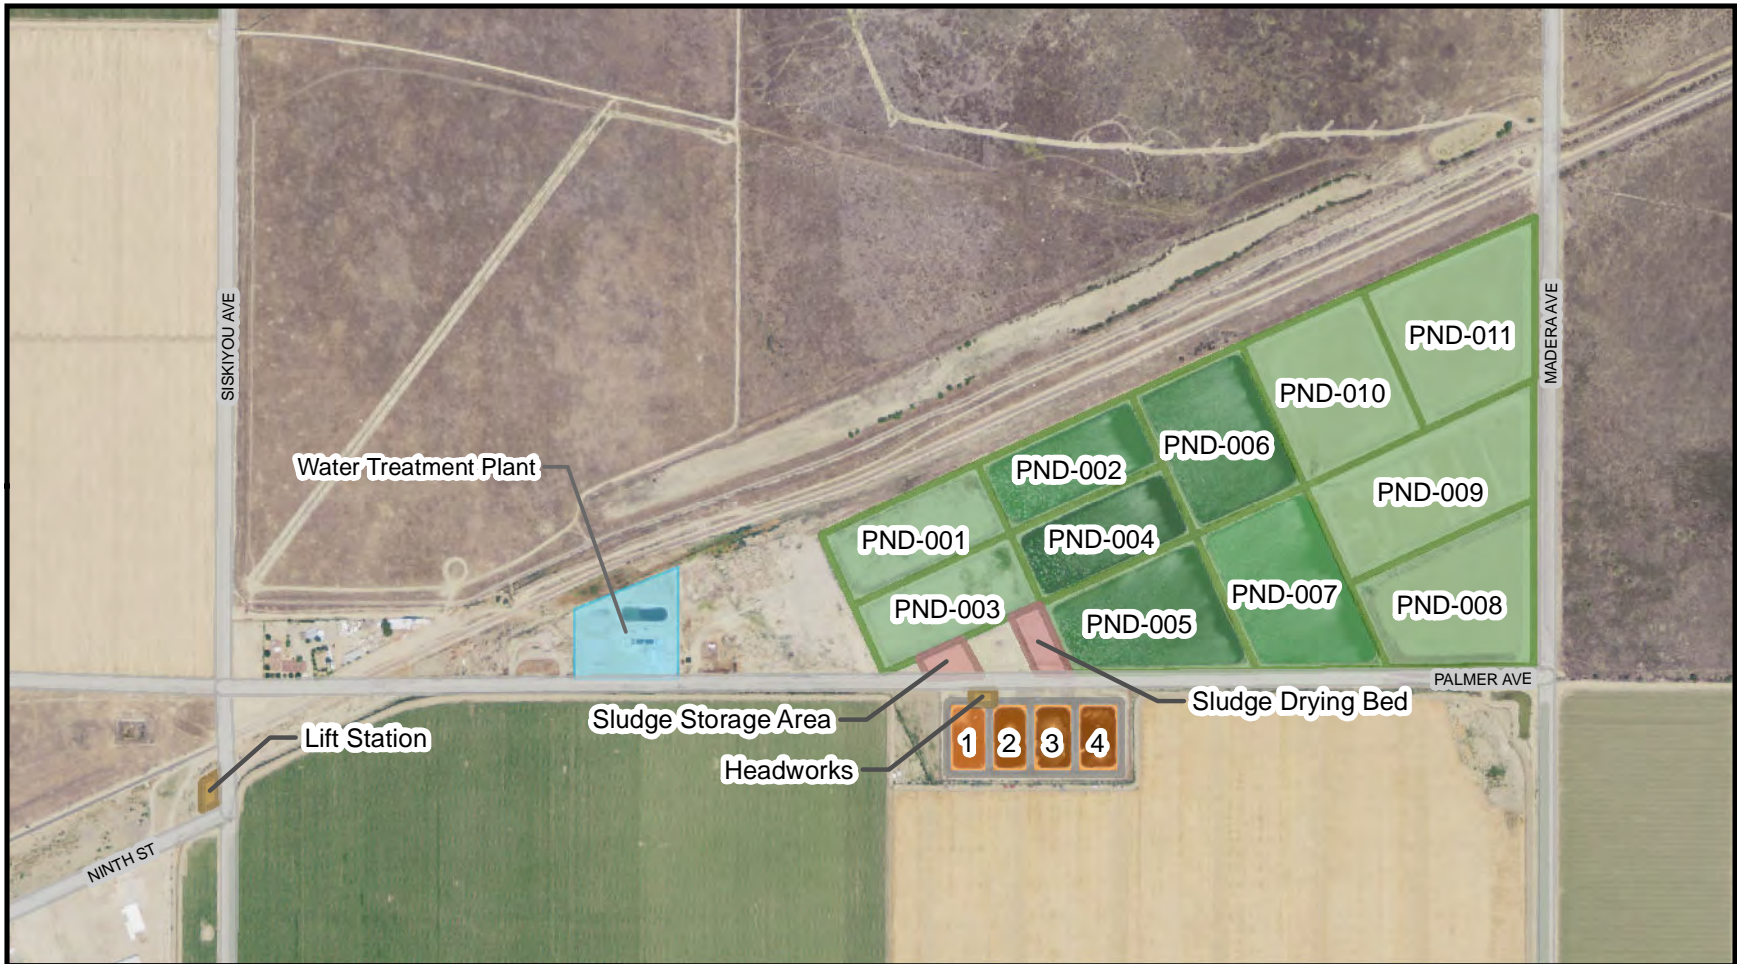 SISKIYOU AVE
MADERA AVE
PND-011
PND-010
PND-006
PND-002
Water Treatment Plant
PND-009
PND-001
PND-004
PND-007
PND-008
PND-003
PND-005
PALMER AVE
Sludge Drying Bed
Sludge Storage Area
Lift Station
1
2
3
4
Headworks
NINTH ST